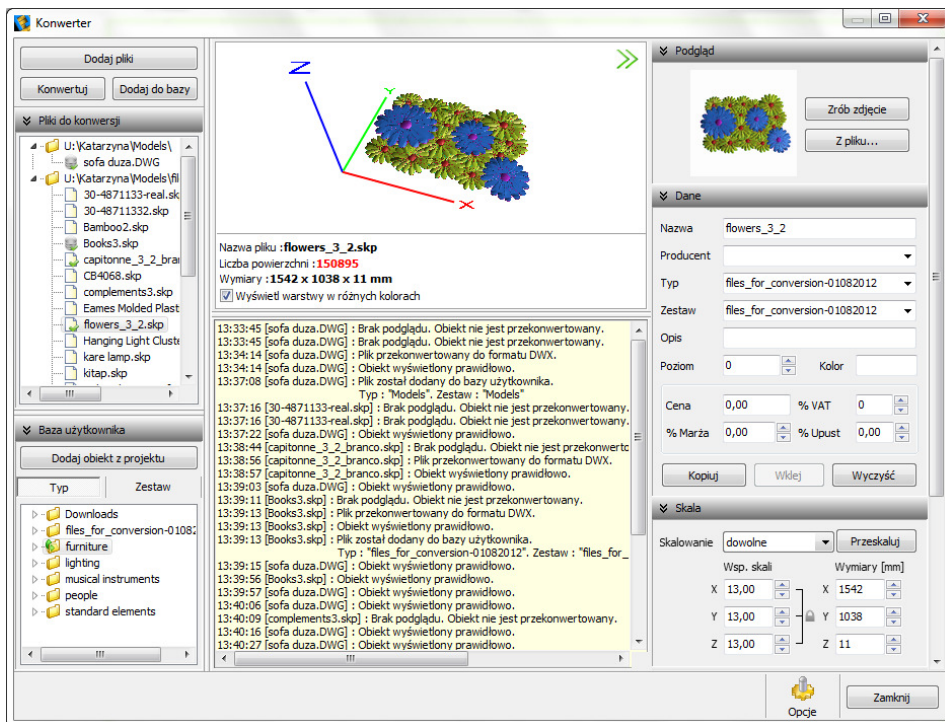 Konwerter
Dodaj pliki
Konwertuj
Dodaj do bazy
Pliki do konwersji
U:\Katarzyna\Models\
sofa duza.DWG
U:\Katarzyna\Models\fil
30-4871133-real.sk
30-48711332.skp
Bamboo2.skp
Books3.skp
capitonne_3_2_bra
CB4068.skp
complements3.skp
Eames Molded Plast
flowers_3_2.skp
Hanging Light Cluste
kare lamp.skp
kitap.skp
Baza użytkownika
Dodaj obiekt z projektu
Typ
Zestaw
Downloads
files_for_conversion-01082
furniture
lighting
musical instruments
people
standard elements
Z
Y
X
Nazwa pliku :flowers_3_2.skp
Liczba powierzchni :150895
Wymiary :1542 x 1038 x 11 mm
Wyświetl warstwy w różnych kolorach
13:33:45 [sofa duza.DWG] : Brak podglądu. Obiekt nie jest przekonwertowany.
13:33:45 [sofa duza.DWG] : Brak podglądu. Obiekt nie jest przekonwertowany.
13:34:14 [sofa duza.DWG] : Plik przekonwertowany do formatu DWX.
13:34:14 [sofa duza.DWG] : Obiekt wyświetlony prawidłowo.
13:37:08 [sofa duza.DWG] : Plik został dodany do bazy użytkownika.
Typ : "Models". Zestaw : "Models"
13:37:16 [30-4871133-real.skp] : Brak podglądu. Obiekt nie jest przekonwertowany.
13:37:16 [30-4871133-real.skp] : Brak podglądu. Obiekt nie jest przekonwertowany.
13:37:22 [sofa duza.DWG] : Obiekt wyświetlony prawidłowo.
13:38:44 [capitonne_3_2_branco.skp] : Brak podglądu. Obiekt nie jest przekonwertc
13:38:56 [capitonne_3_2_branco.skp] : Plik przekonwertowany do formatu DWX.
13:38:57 [capitonne_3_2_branco.skp] : Obiekt wyświetlony prawidłowo.
13:39:03 [sofa duza.DWG] : Obiekt wyświetlony prawidłowo.
13:39:11 [Books3.skp] : Brak podglądu. Obiekt nie jest przekonwertowany.
13:39:13 [Books3.skp] : Plik przekonwertowany do formatu DWX.
13:39:13 [Books3.skp] : Obiekt wyświetlony prawidłowo.
13:39:13 [Books3.skp] : Plik został dodany do bazy użytkownika.
Typ : "files_for_conversion-01082012". Zestaw : "files_for_
13:39:15 [sofa duza.DWG] : Obiekt wyświetlony prawidłowo.
13:39:56 [Books3.skp] : Obiekt wyświetlony prawidłowo.
13:39:57 [sofa duza.DWG] : Obiekt wyświetlony prawidłowo.
13:40:06 [sofa duza.DWG] : Obiekt wyświetlony prawidłowo.
13:40:09 [complements3.skp] : Brak podglądu. Obiekt nie jest przekonwertowany.
13:40:16 [sofa duza.DWG] : Obiekt wyświetlony prawidłowo.
13:40:27 [sofa duza.DWG] : Obiekt wyświetlony prawidłowo.
Podgląd
Zrób zdjęcie
Z pliku...
Dane
Nazwa flowers_3_2
Producent
Typ files_for_conversion-01082012
Zestaw files_for_conversion-01082012
Opis
Poziom 0 Kolor
Cena 0,00 % VAT 0
% Marża 0,00 % Upust 0,00
Kopiuj Wklej Wyczyść
Skala
Skalowanie dowolne Przeskaluj
Wsp. skali Wymiary [mm]
X 13,00 X 1542
Y 13,00 Y 1038
Z 13,00 Z 11
Opcje
Zamknij